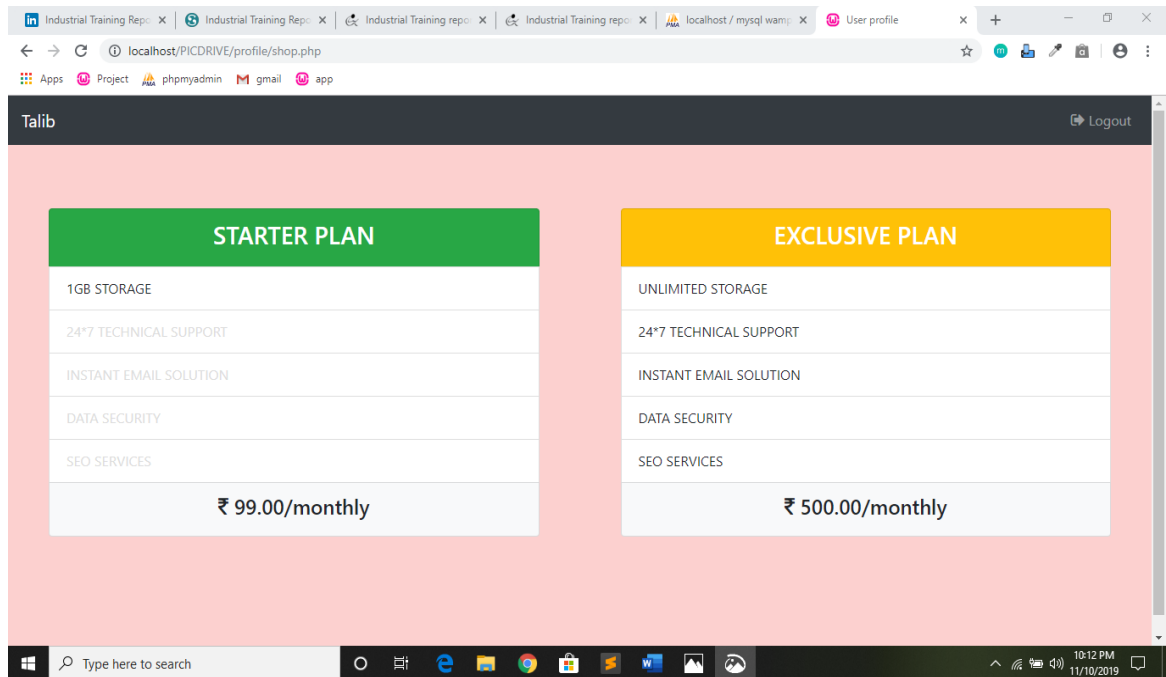 Industrial Training Repo
Industrial Training Repo
Industrial Training repo
Industrial Training repo
localhost / mysql wamp
User profile
localhost/PICDRIVE/profile/shop.php
Apps Project phpmyadmin gmail app
Talib Logout
STARTER PLAN
1GB STORAGE
24*7 TECHNICAL SUPPORT
INSTANT EMAIL SOLUTION
DATA SECURITY
SEO SERVICES
₹ 99.00/monthly
EXCLUSIVE PLAN
UNLIMITED STORAGE
24*7 TECHNICAL SUPPORT
INSTANT EMAIL SOLUTION
DATA SECURITY
SEO SERVICES
₹ 500.00/monthly
Type here to search
10:12 PM
11/10/2019